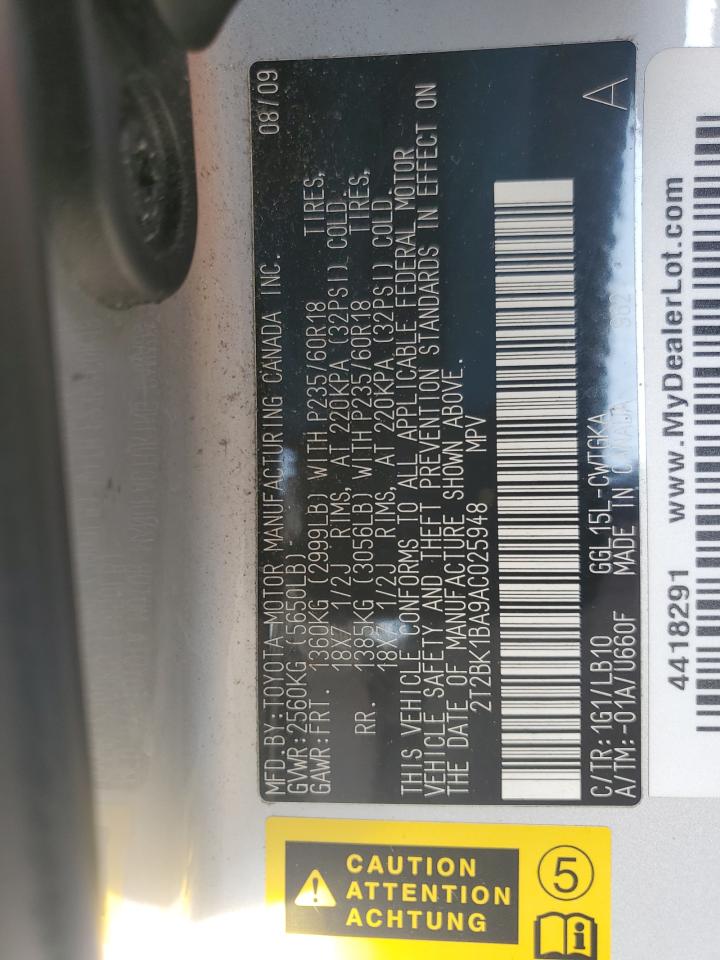 MFD.BY:TOYOTA MOTOR MANUFACTURING CANADA INC. 08/09
GVWR:2560KG (5650LB)
GAWR:FRT. 1360KG (2999LB) WITH P235/60R18 TIRES,
18X7 1/2J RIMS, AT 220KPA (32PSI) COLD.
RR. 1385KG (3056LB) WITH P235/60R18 TIRES,
18X7 1/2J RIMS, AT 220KPA (32PSI) COLD.
THIS VEHICLE CONFORMS TO ALL APPLICABLE FEDERAL MOTOR
VEHICLE SAFETY AND THEFT PREVENTION STANDARDS IN EFFECT ON
THE DATE OF MANUFACTURE SHOWN ABOVE.
2T2BK1BA9AC025948 MPV
C/TR:1G1/LB10 GGL15L-CWTGKA A
A/TM:-01A/U660F MADE IN CANADA 962
4418291 www.MyDealerLot.com
CAUTION
ATTENTION
ACHTUNG
5
i